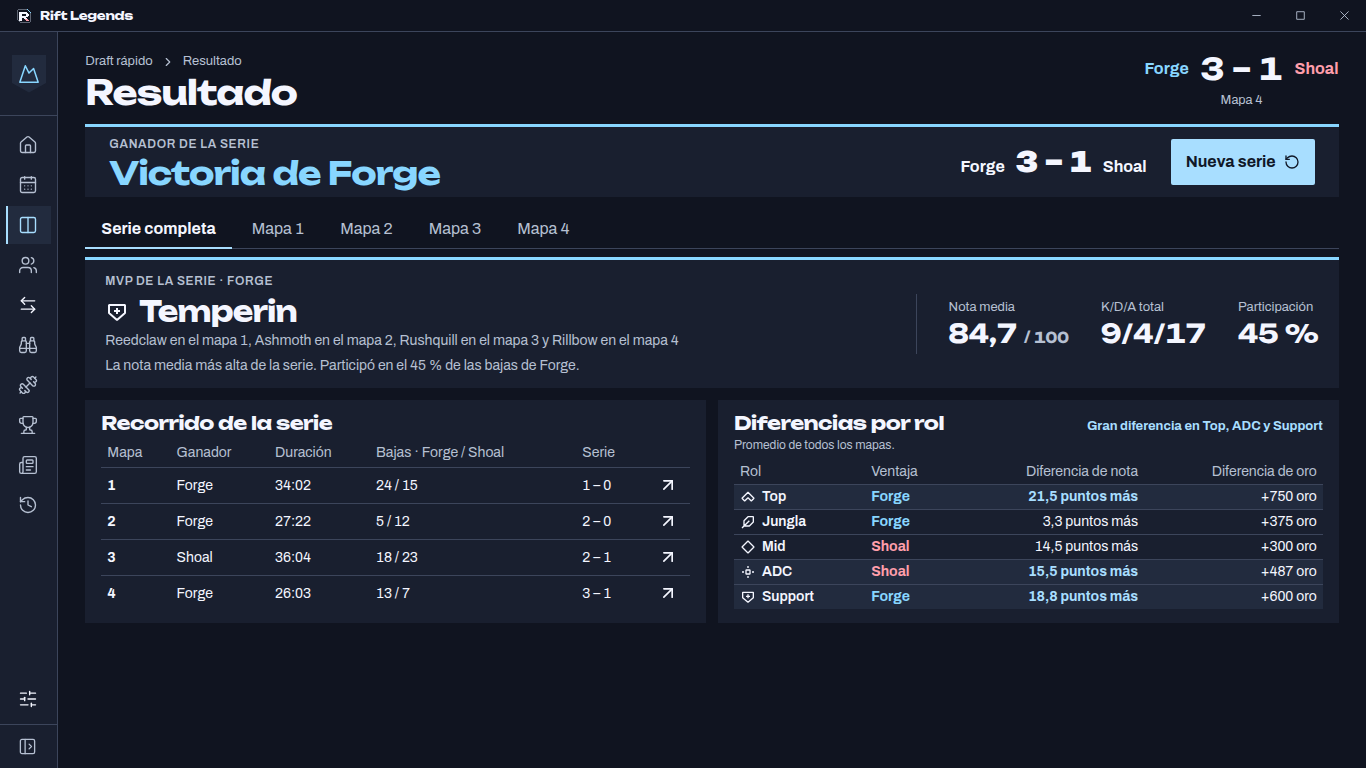 Rift Legends
Draft rápido > Resultado
Resultado
Forge 3 – 1 Shoal
Mapa 4
GANADOR DE LA SERIE
Victoria de Forge
Forge 3 – 1 Shoal
Nueva serie
Serie completa Mapa 1 Mapa 2 Mapa 3 Mapa 4
MVP DE LA SERIE · FORGE
Temperin
Reedclaw en el mapa 1, Ashmoth en el mapa 2, Rushquill en el mapa 3 y Rillbow en el mapa 4
La nota media más alta de la serie. Participó en el 45 % de las bajas de Forge.
Nota media K/D/A total Participación
84,7 / 100 9/4/17 45 %
Recorrido de la serie
Mapa Ganador Duración Bajas · Forge / Shoal Serie
1 Forge 34:02 24 / 15 1 – 0
2 Forge 27:22 5 / 12 2 – 0
3 Shoal 36:04 18 / 23 2 – 1
4 Forge 26:03 13 / 7 3 – 1
Diferencias por rol
Gran diferencia en Top, ADC y Support
Promedio de todos los mapas.
Rol Ventaja Diferencia de nota Diferencia de oro
Top Forge 21,5 puntos más +750 oro
Jungla Forge 3,3 puntos más +375 oro
Mid Shoal 14,5 puntos más +300 oro
ADC Shoal 15,5 puntos más +487 oro
Support Forge 18,8 puntos más +600 oro